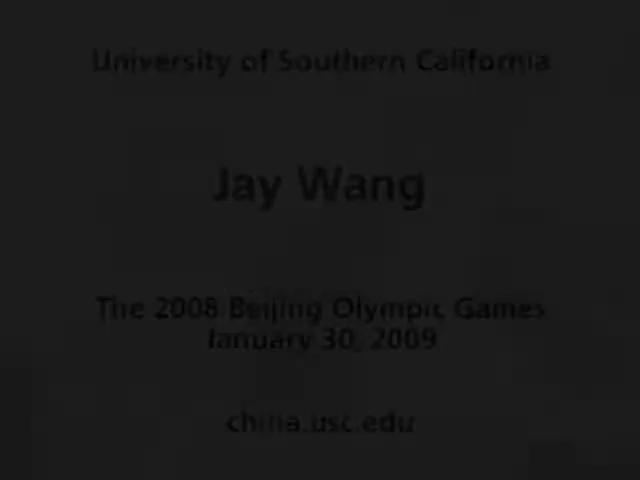 University of Southern California
Jay Wang
The 2008 Beijing Olympic Games
January 30, 2009
china.usc.edu